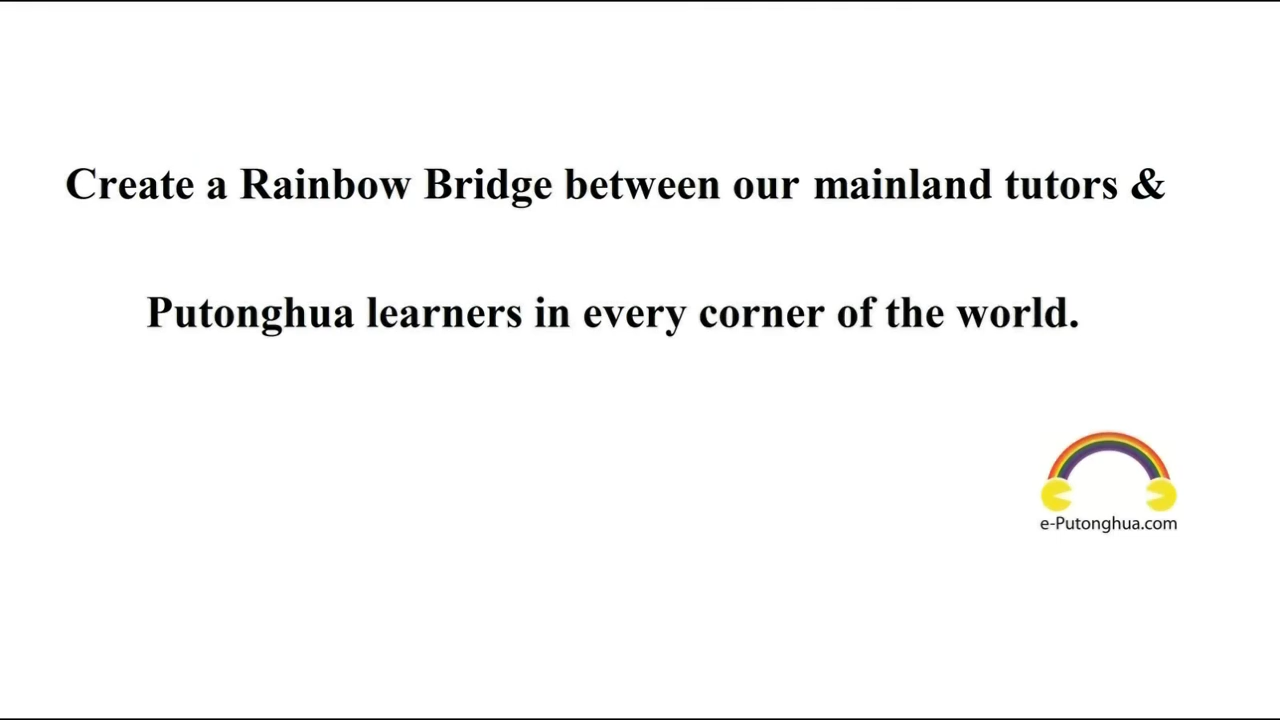 Create a Rainbow Bridge between our mainland tutors &
Putonghua learners in every corner of the world.
e-Putonghua.com